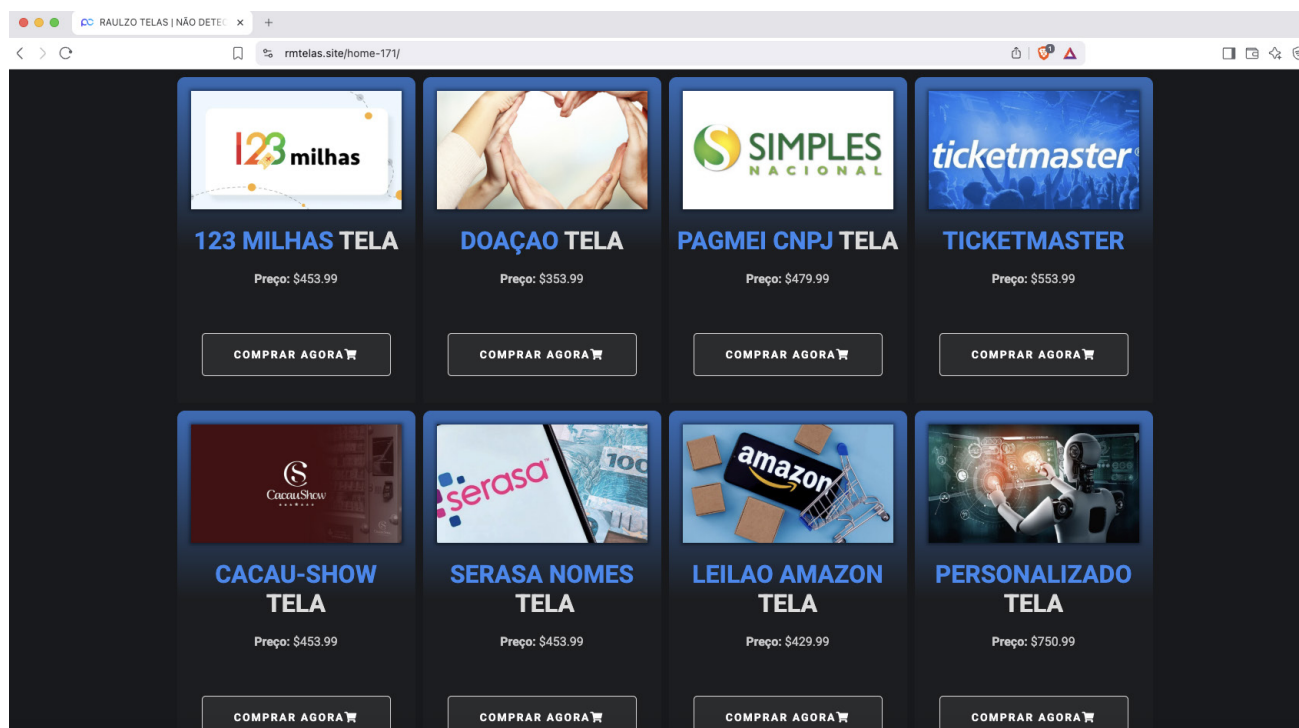 RAULZO TELAS | NÃO DETEC
rmtelas.site/home-171/
1
123 milhas
SIMPLES
NACIONAL
ticketmaster
123 MILHAS TELA
DOAÇAO TELA
PAGMEI CNPJ TELA
TICKETMASTER
Preço: $453.99
Preço: $353.99
Preço: $479.99
Preço: $553.99
COMPRAR AGORA
COMPRAR AGORA
COMPRAR AGORA
COMPRAR AGORA
CacauShow
serasa
100
amazon
CACAU-SHOW
TELA
SERASA NOMES
TELA
LEILAO AMAZON
TELA
PERSONALIZADO
TELA
Preço: $453.99
Preço: $453.99
Preço: $429.99
Preço: $750.99
COMPRAR AGORA
COMPRAR AGORA
COMPRAR AGORA
COMPRAR AGORA